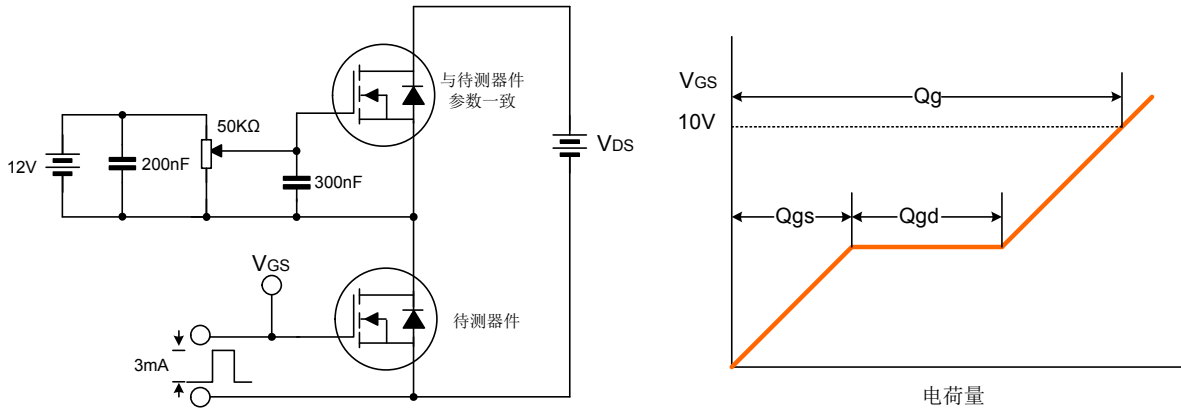 12V
200nF
50KΩ
300nF
与待测器件
参数一致
VDS
VGS
待测器件
3mA
VGS
10V
Qg
Qgs
Qgd
电荷量